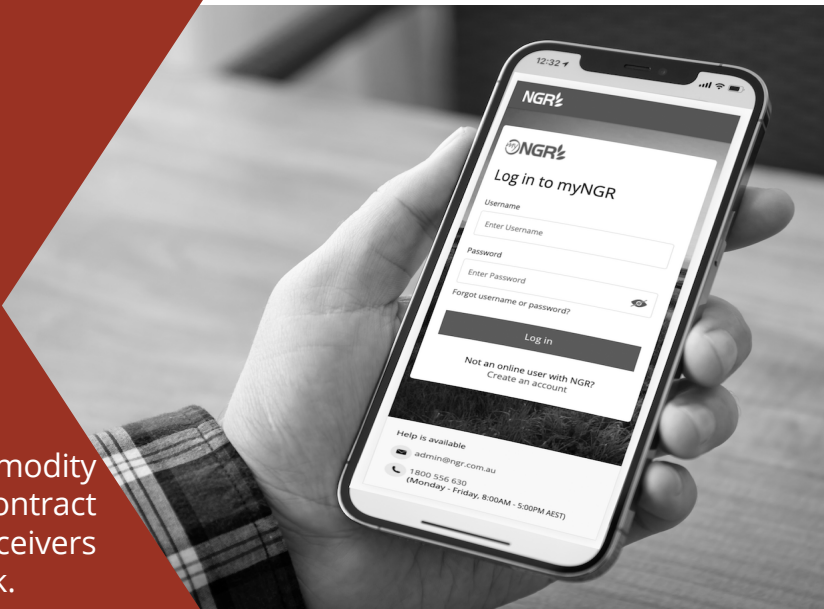 12:32
NGR
my NGR
Log in to myNGR
Username
Enter Username
Password
Enter Password
Forgot username or password?
Log in
Not an online user with NGR?
Create an account
Help is available
admin@ngr.com.au
1800 556 630
(Monday - Friday, 8:00AM - 5:00PM AEST)
modity
ontract
ceivers
k.